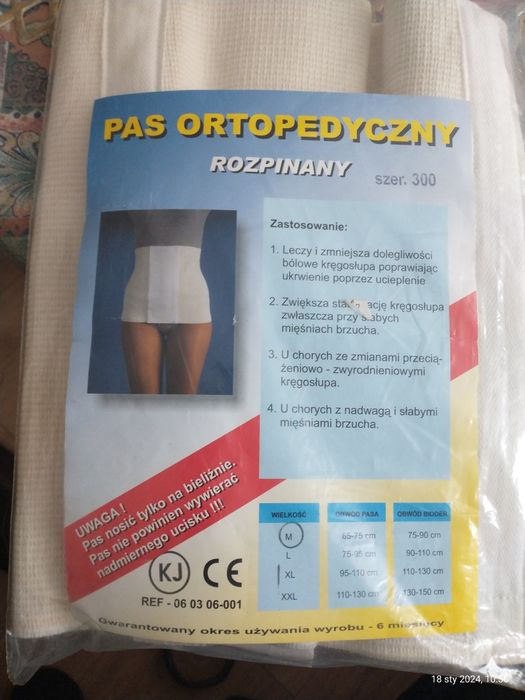 PAS ORTOPEDYCZNY
ROZPINANY
szer. 300
Zastosowanie:
1. Leczy i zmniejsza dolegliwości
bólowe kręgosłupa poprawiając
ukrwienie poprzez ucieplenie
2. Zwiększa kręgosłupa
zwłaszcza przy słabych
mięśniach brzucha.
3. U chorych ze zmianami przecią-
żeniowo - zwyrodnieniowymi
kręgosłupa.
4. U chorych z nadwagą i słabymi
mięśniami brzucha.
UWAGA !
Pas nosić tylko na bieliźnie.
Pas nie powinien wywierać
nadmiernego ucisku !!!
KJ CE
REF - 06 03 06-001
WIELKOŚĆ OBWÓD PASA OBWÓD BIODER
M 65-75 cm 75-90 cm
L 75-95 cm 90-110 cm
XL 95-110 cm 110-130 cm
XXL 110-130 cm 130-150 cm
Gwarantowany okres używania wyrobu - 6 miesięcy
18 sty 2024, 10: